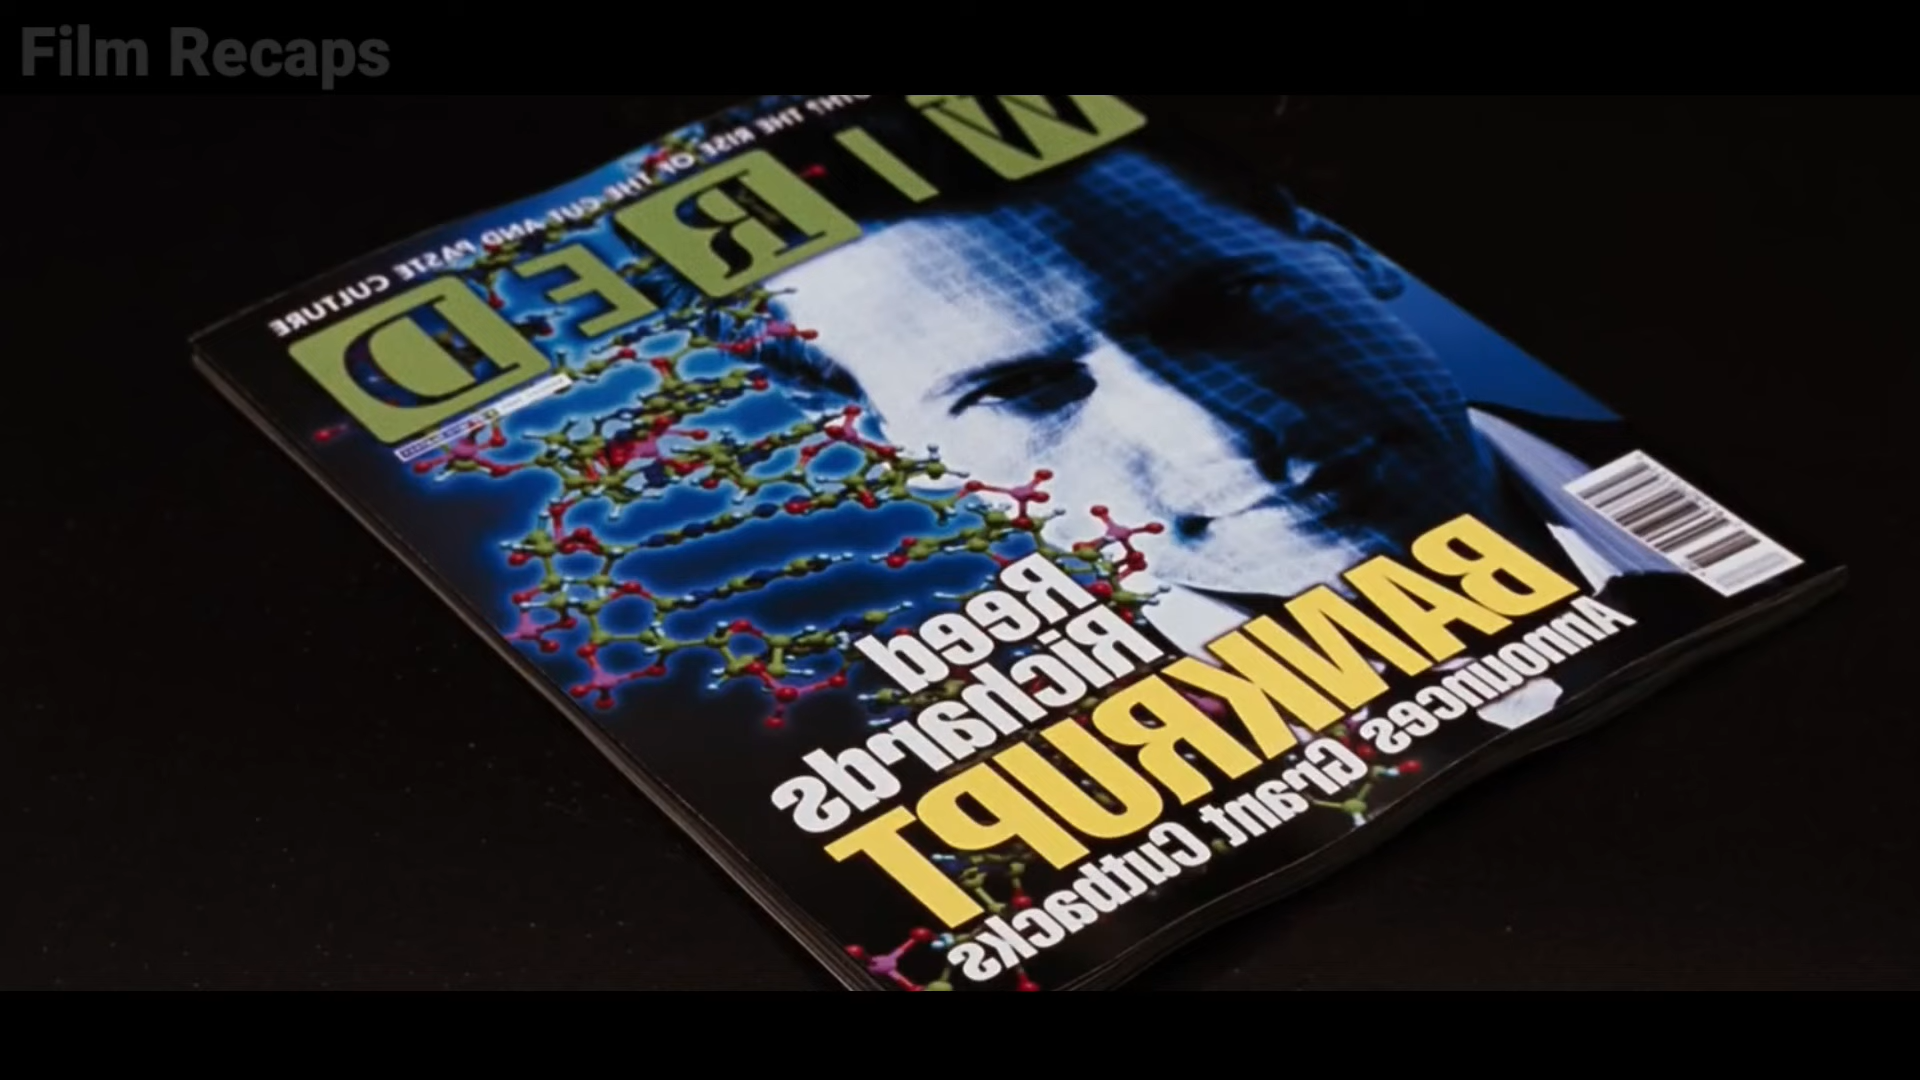 Film Recaps
THE RISE OF THE CUT AND PASTE CULTURE
WIRED
Reed
Richards
BANKRUPT
Announces Grant Cutbacks